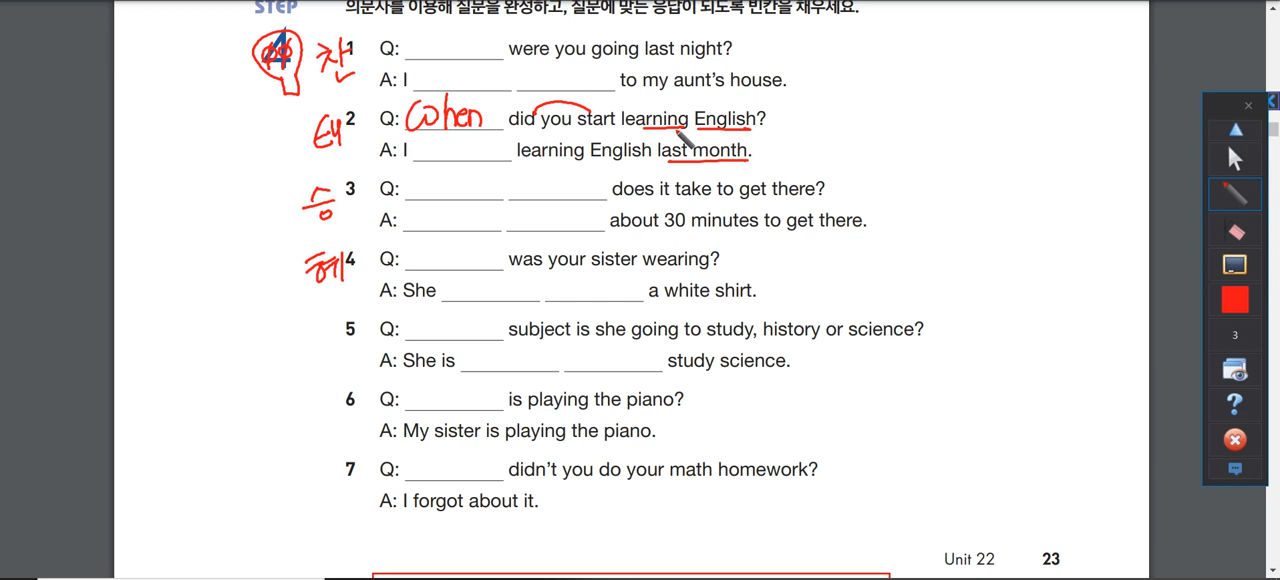 STEP 의문사를 이용해 질문을 완성하고, 질문에 맞는 응답이 되도록 빈칸을 채우세요.
4 찬 1 Q: __________ were you going last night?
A: I __________ __________ to my aunt's house.
태 2 Q: When did you start learning English?
A: I __________ learning English last month.
승 3 Q: __________ __________ does it take to get there?
A: __________ __________ about 30 minutes to get there.
혜 4 Q: __________ was your sister wearing?
A: She __________ __________ a white shirt.
5 Q: __________ subject is she going to study, history or science?
A: She is __________ __________ study science.
6 Q: __________ is playing the piano?
A: My sister is playing the piano.
7 Q: __________ didn't you do your math homework?
A: I forgot about it.
Unit 22 23
3